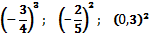 (−3/4)³; (−2/5)²; (0,3)²